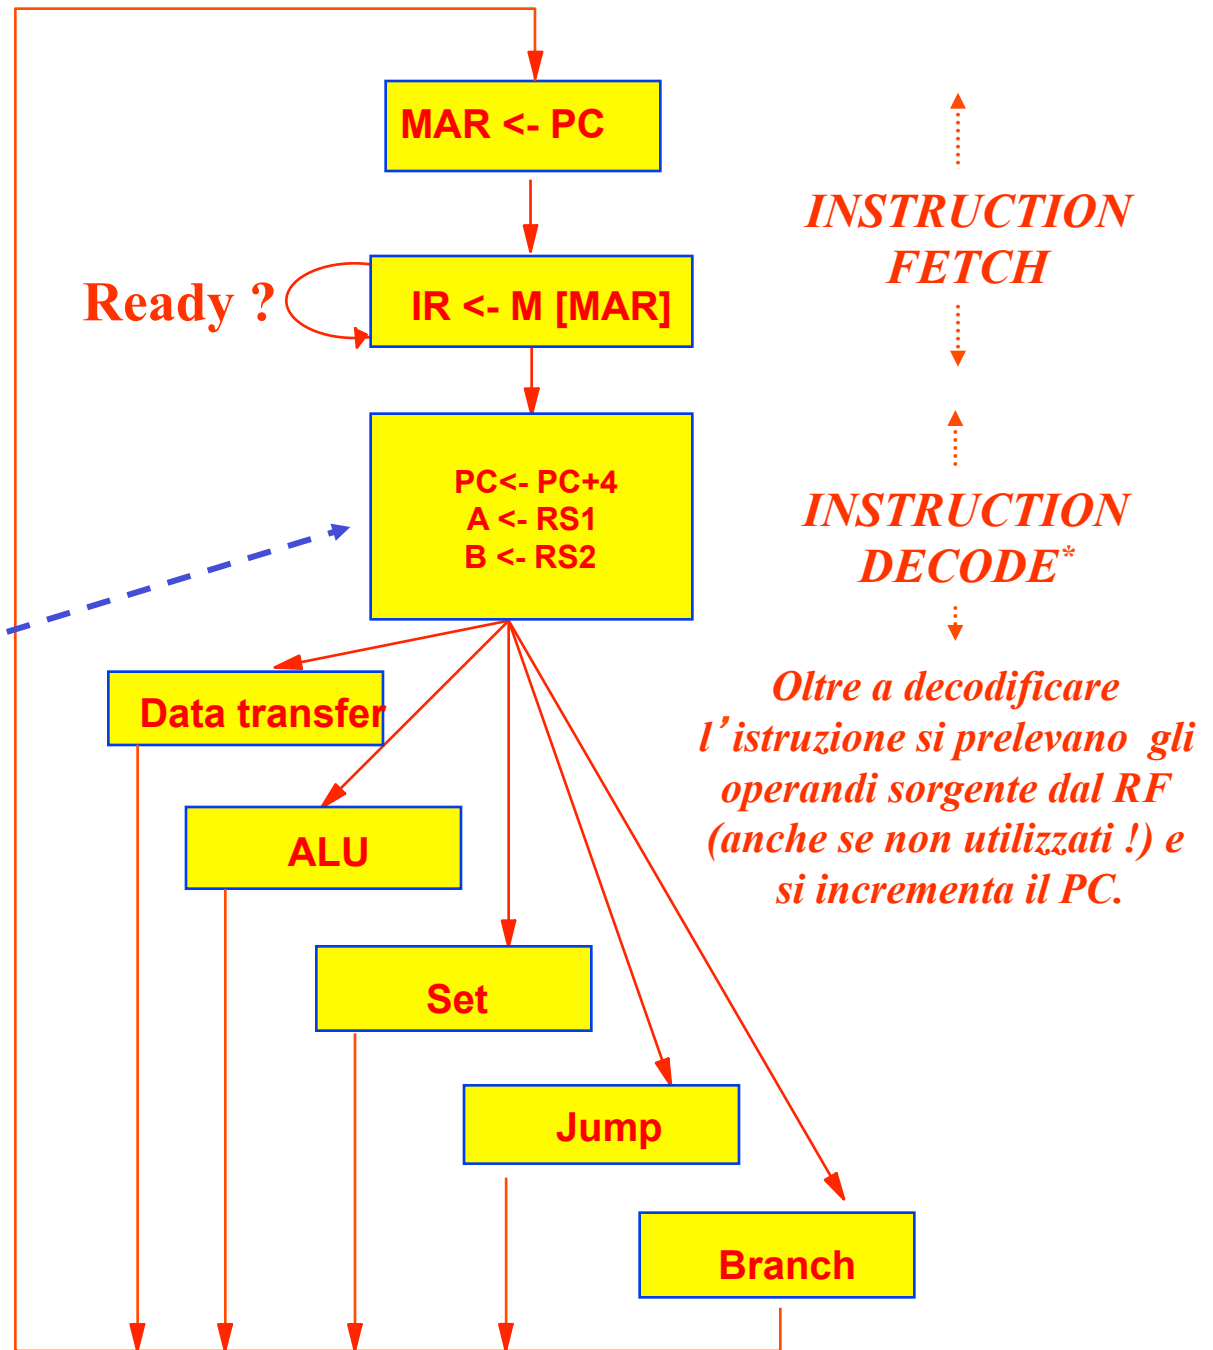 MAR <- PC
INSTRUCTION
FETCH
Ready ?
IR <- M [MAR]
PC<- PC+4
A <- RS1
B <- RS2
INSTRUCTION
DECODE*
Data transfer
Oltre a decodificare
l’istruzione si prelevano gli
operandi sorgente dal RF
(anche se non utilizzati !) e
si incrementa il PC.
ALU
Set
Jump
Branch